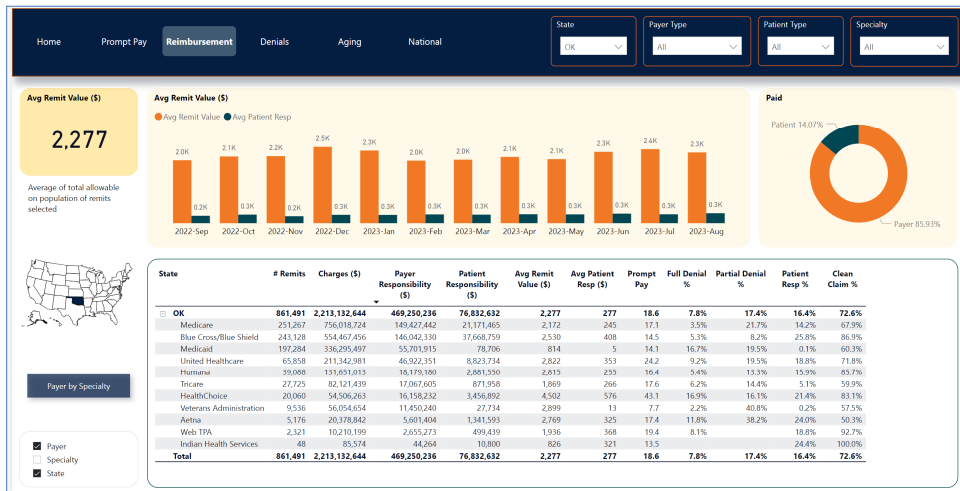 Home Prompt Pay Reimbursement Denials Aging National
State Payer Type Patient Type Specialty
OK All All All
Avg Remit Value ($)
2,277
Average of total allowable
on population of remits
selected
Avg Remit Value ($)
Avg Remit Value Avg Patient Resp
2.0K 2.1K 2.2K 2.5K 2.3K 2.0K 2.0K 2.1K 2.1K 2.3K 2.4K 2.3K
0.2K 0.3K 0.2K 0.3K 0.3K 0.3K 0.3K 0.3K 0.3K 0.3K 0.3K 0.3K
2022-Sep 2022-Oct 2022-Nov 2022-Dec 2023-Jan 2023-Feb 2023-Mar 2023-Apr 2023-May 2023-Jun 2023-Jul 2023-Aug
Paid
Patient 14.07%
Payer 85.93%
State # Remits Charges ($) Payer Responsibility ($) Patient Responsibility ($) Avg Remit Value ($) Avg Patient Resp ($) Prompt Pay Full Denial % Partial Denial % Patient Resp % Clean Claim %
OK 861,491 2,213,132,644 469,250,236 76,832,632 2,277 277 18.6 7.8% 17.4% 16.4% 72.6%
Medicare 251,267 756,018,724 149,427,442 21,171,465 2,172 245 17.1 3.5% 21.7% 14.2% 67.9%
Blue Cross/Blue Shield 243,128 554,467,456 146,042,330 37,668,759 2,530 408 14.5 5.3% 8.2% 25.8% 86.9%
Medicaid 197,284 336,295,497 55,701,915 78,706 814 5 14.1 16.7% 19.5% 0.1% 60.3%
United Healthcare 65,858 211,342,981 46,922,351 8,823,734 2,822 353 24.2 9.2% 19.5% 18.8% 71.8%
Humana 39,088 131,651,013 18,179,180 2,881,550 2,815 255 16.4 5.4% 13.3% 15.9% 85.7%
Tricare 27,725 82,121,439 17,067,605 871,958 1,869 266 17.6 6.2% 14.4% 5.1% 59.9%
HealthChoice 20,060 54,506,263 16,158,232 3,456,892 4,502 576 43.1 16.9% 16.1% 21.4% 83.1%
Veterans Administration 9,536 56,054,654 11,450,240 27,734 2,899 13 7.7 2.2% 40.8% 0.2% 57.5%
Aetna 5,176 20,378,842 5,601,404 1,341,593 2,769 325 17.4 11.8% 38.2% 24.0% 50.3%
Web TPA 2,321 10,210,199 2,655,273 499,439 1,936 368 19.4 8.1% 18.8% 92.7%
Indian Health Services 48 85,574 44,264 10,800 826 321 13.5 24.4% 100.0%
Total 861,491 2,213,132,644 469,250,236 76,832,632 2,277 277 18.6 7.8% 17.4% 16.4% 72.6%
Payer by Specialty
Payer
Specialty
State